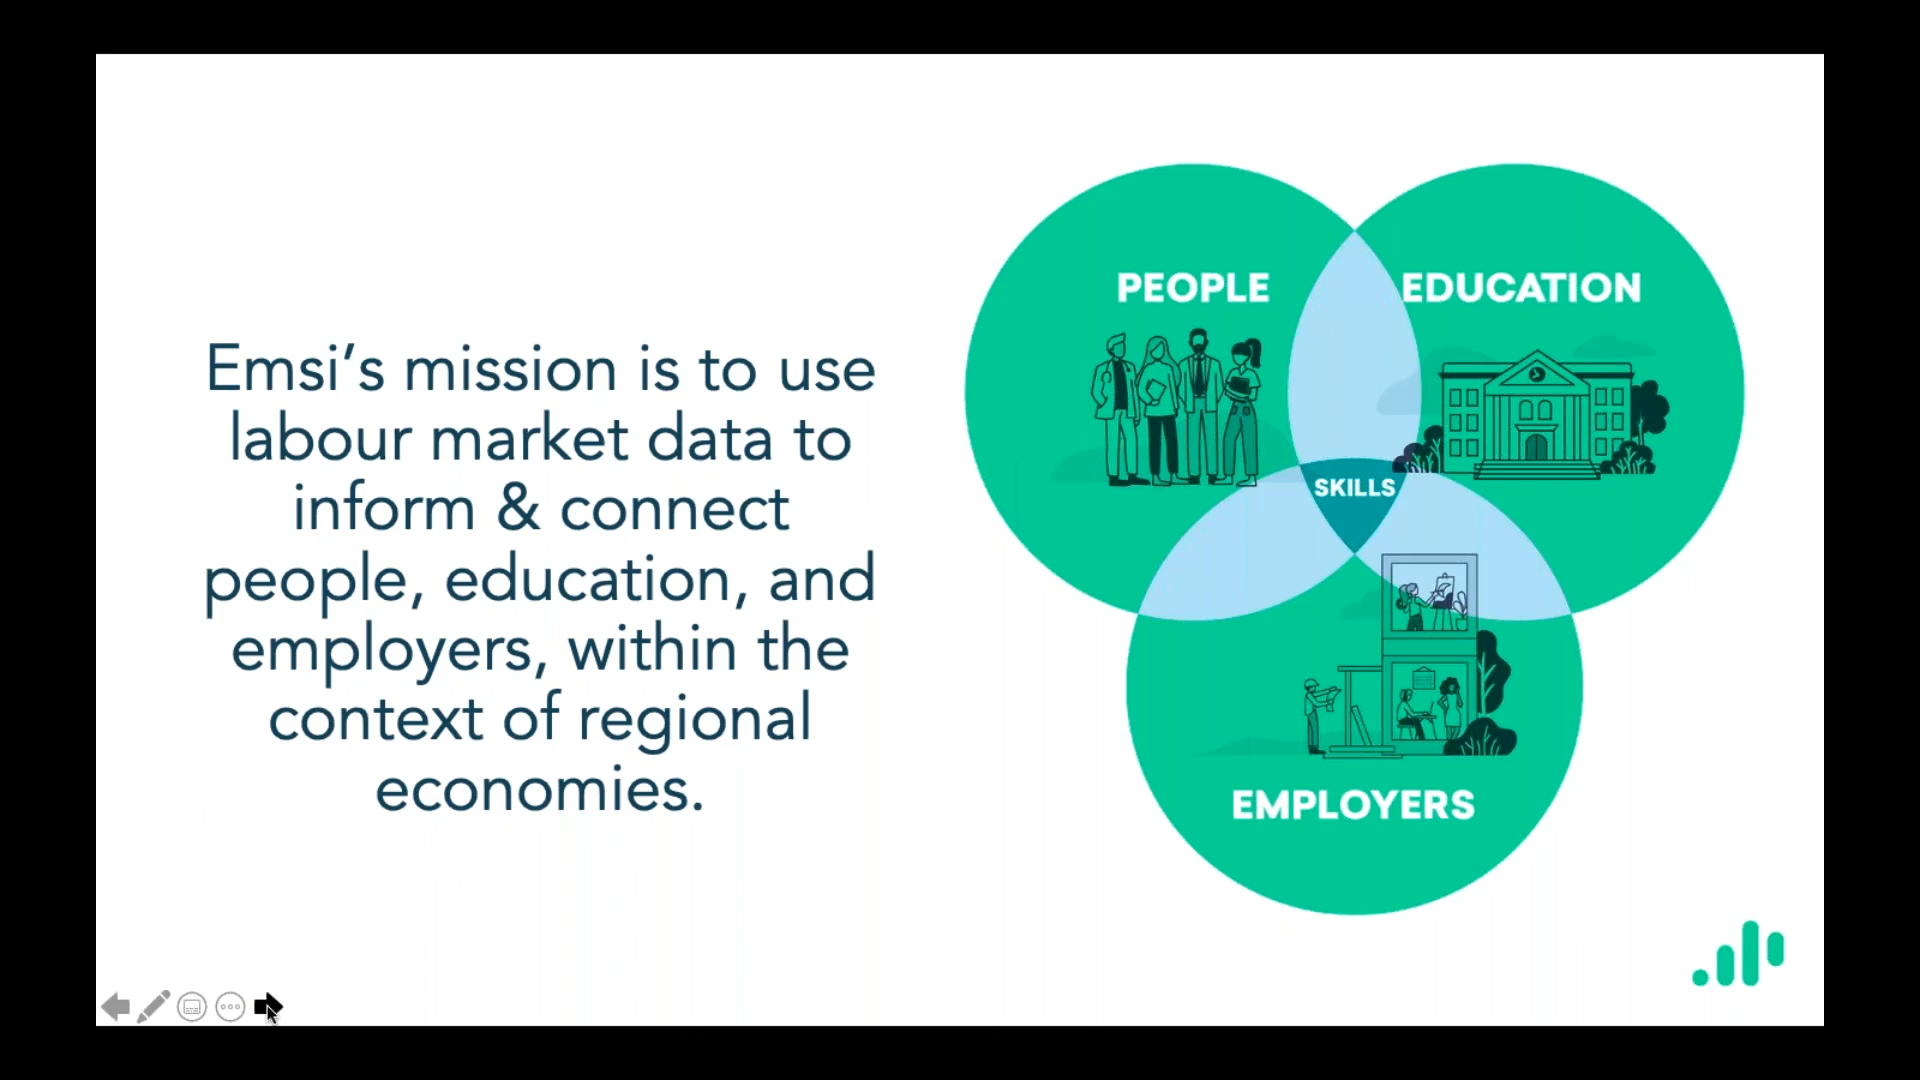 Emsi’s mission is to use
labour market data to
inform & connect
people, education, and
employers, within the
context of regional
economies.
PEOPLE
EDUCATION
SKILLS
EMPLOYERS